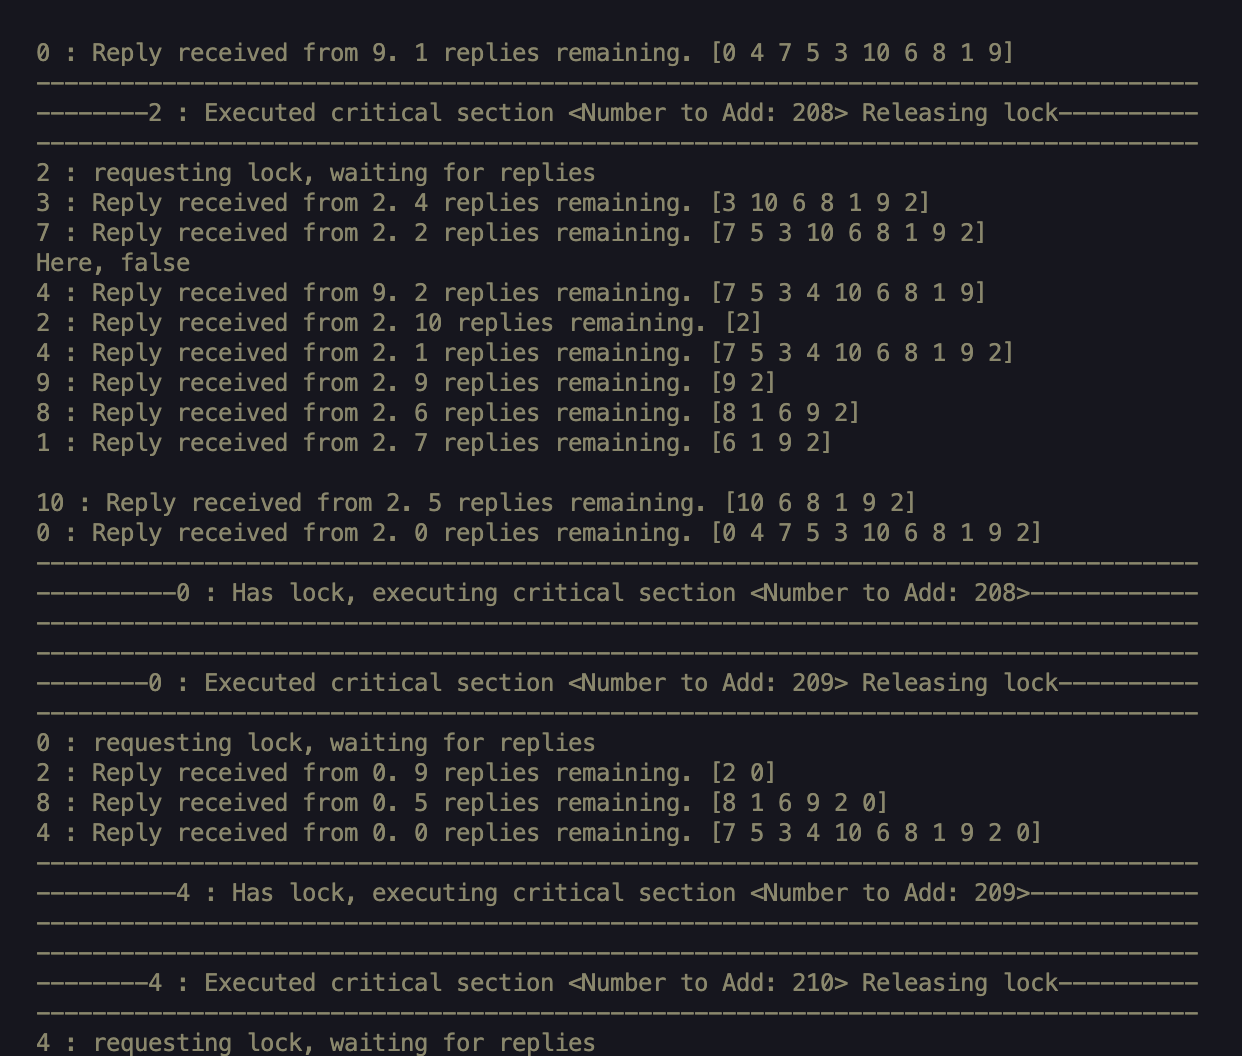 0 : Reply received from 9. 1 replies remaining. [0 4 7 5 3 10 6 8 1 9]
-----------------------------------------------------------------------------------
--------2 : Executed critical section <Number to Add: 208> Releasing lock----------
-----------------------------------------------------------------------------------
2 : requesting lock, waiting for replies
3 : Reply received from 2. 4 replies remaining. [3 10 6 8 1 9 2]
7 : Reply received from 2. 2 replies remaining. [7 5 3 10 6 8 1 9 2]
Here, false
4 : Reply received from 9. 2 replies remaining. [7 5 3 4 10 6 8 1 9]
2 : Reply received from 2. 10 replies remaining. [2]
4 : Reply received from 2. 1 replies remaining. [7 5 3 4 10 6 8 1 9 2]
9 : Reply received from 2. 9 replies remaining. [9 2]
8 : Reply received from 2. 6 replies remaining. [8 1 6 9 2]
1 : Reply received from 2. 7 replies remaining. [6 1 9 2]

10 : Reply received from 2. 5 replies remaining. [10 6 8 1 9 2]
0 : Reply received from 2. 0 replies remaining. [0 4 7 5 3 10 6 8 1 9 2]
-----------------------------------------------------------------------------------
----------0 : Has lock, executing critical section <Number to Add: 208>------------
-----------------------------------------------------------------------------------
-----------------------------------------------------------------------------------
--------0 : Executed critical section <Number to Add: 209> Releasing lock----------
-----------------------------------------------------------------------------------
0 : requesting lock, waiting for replies
2 : Reply received from 0. 9 replies remaining. [2 0]
8 : Reply received from 0. 5 replies remaining. [8 1 6 9 2 0]
4 : Reply received from 0. 0 replies remaining. [7 5 3 4 10 6 8 1 9 2 0]
-----------------------------------------------------------------------------------
----------4 : Has lock, executing critical section <Number to Add: 209>------------
-----------------------------------------------------------------------------------
-----------------------------------------------------------------------------------
--------4 : Executed critical section <Number to Add: 210> Releasing lock----------
-----------------------------------------------------------------------------------
4 : requesting lock, waiting for replies